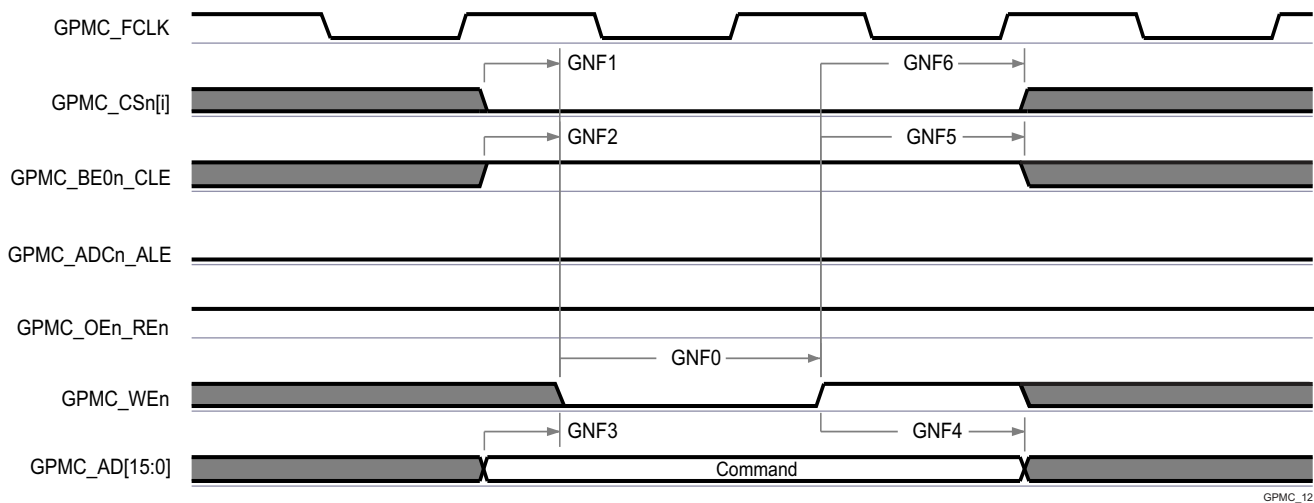 GPMC_FCLK
GNF1
GNF6
GPMC_CSn[i]
GNF2
GNF5
GPMC_BE0n_CLE
GPMC_ADCn_ALE
GPMC_OEn_REn
GNF0
GPMC_WEn
GNF3
GNF4
GPMC_AD[15:0]
Command
GPMC_12